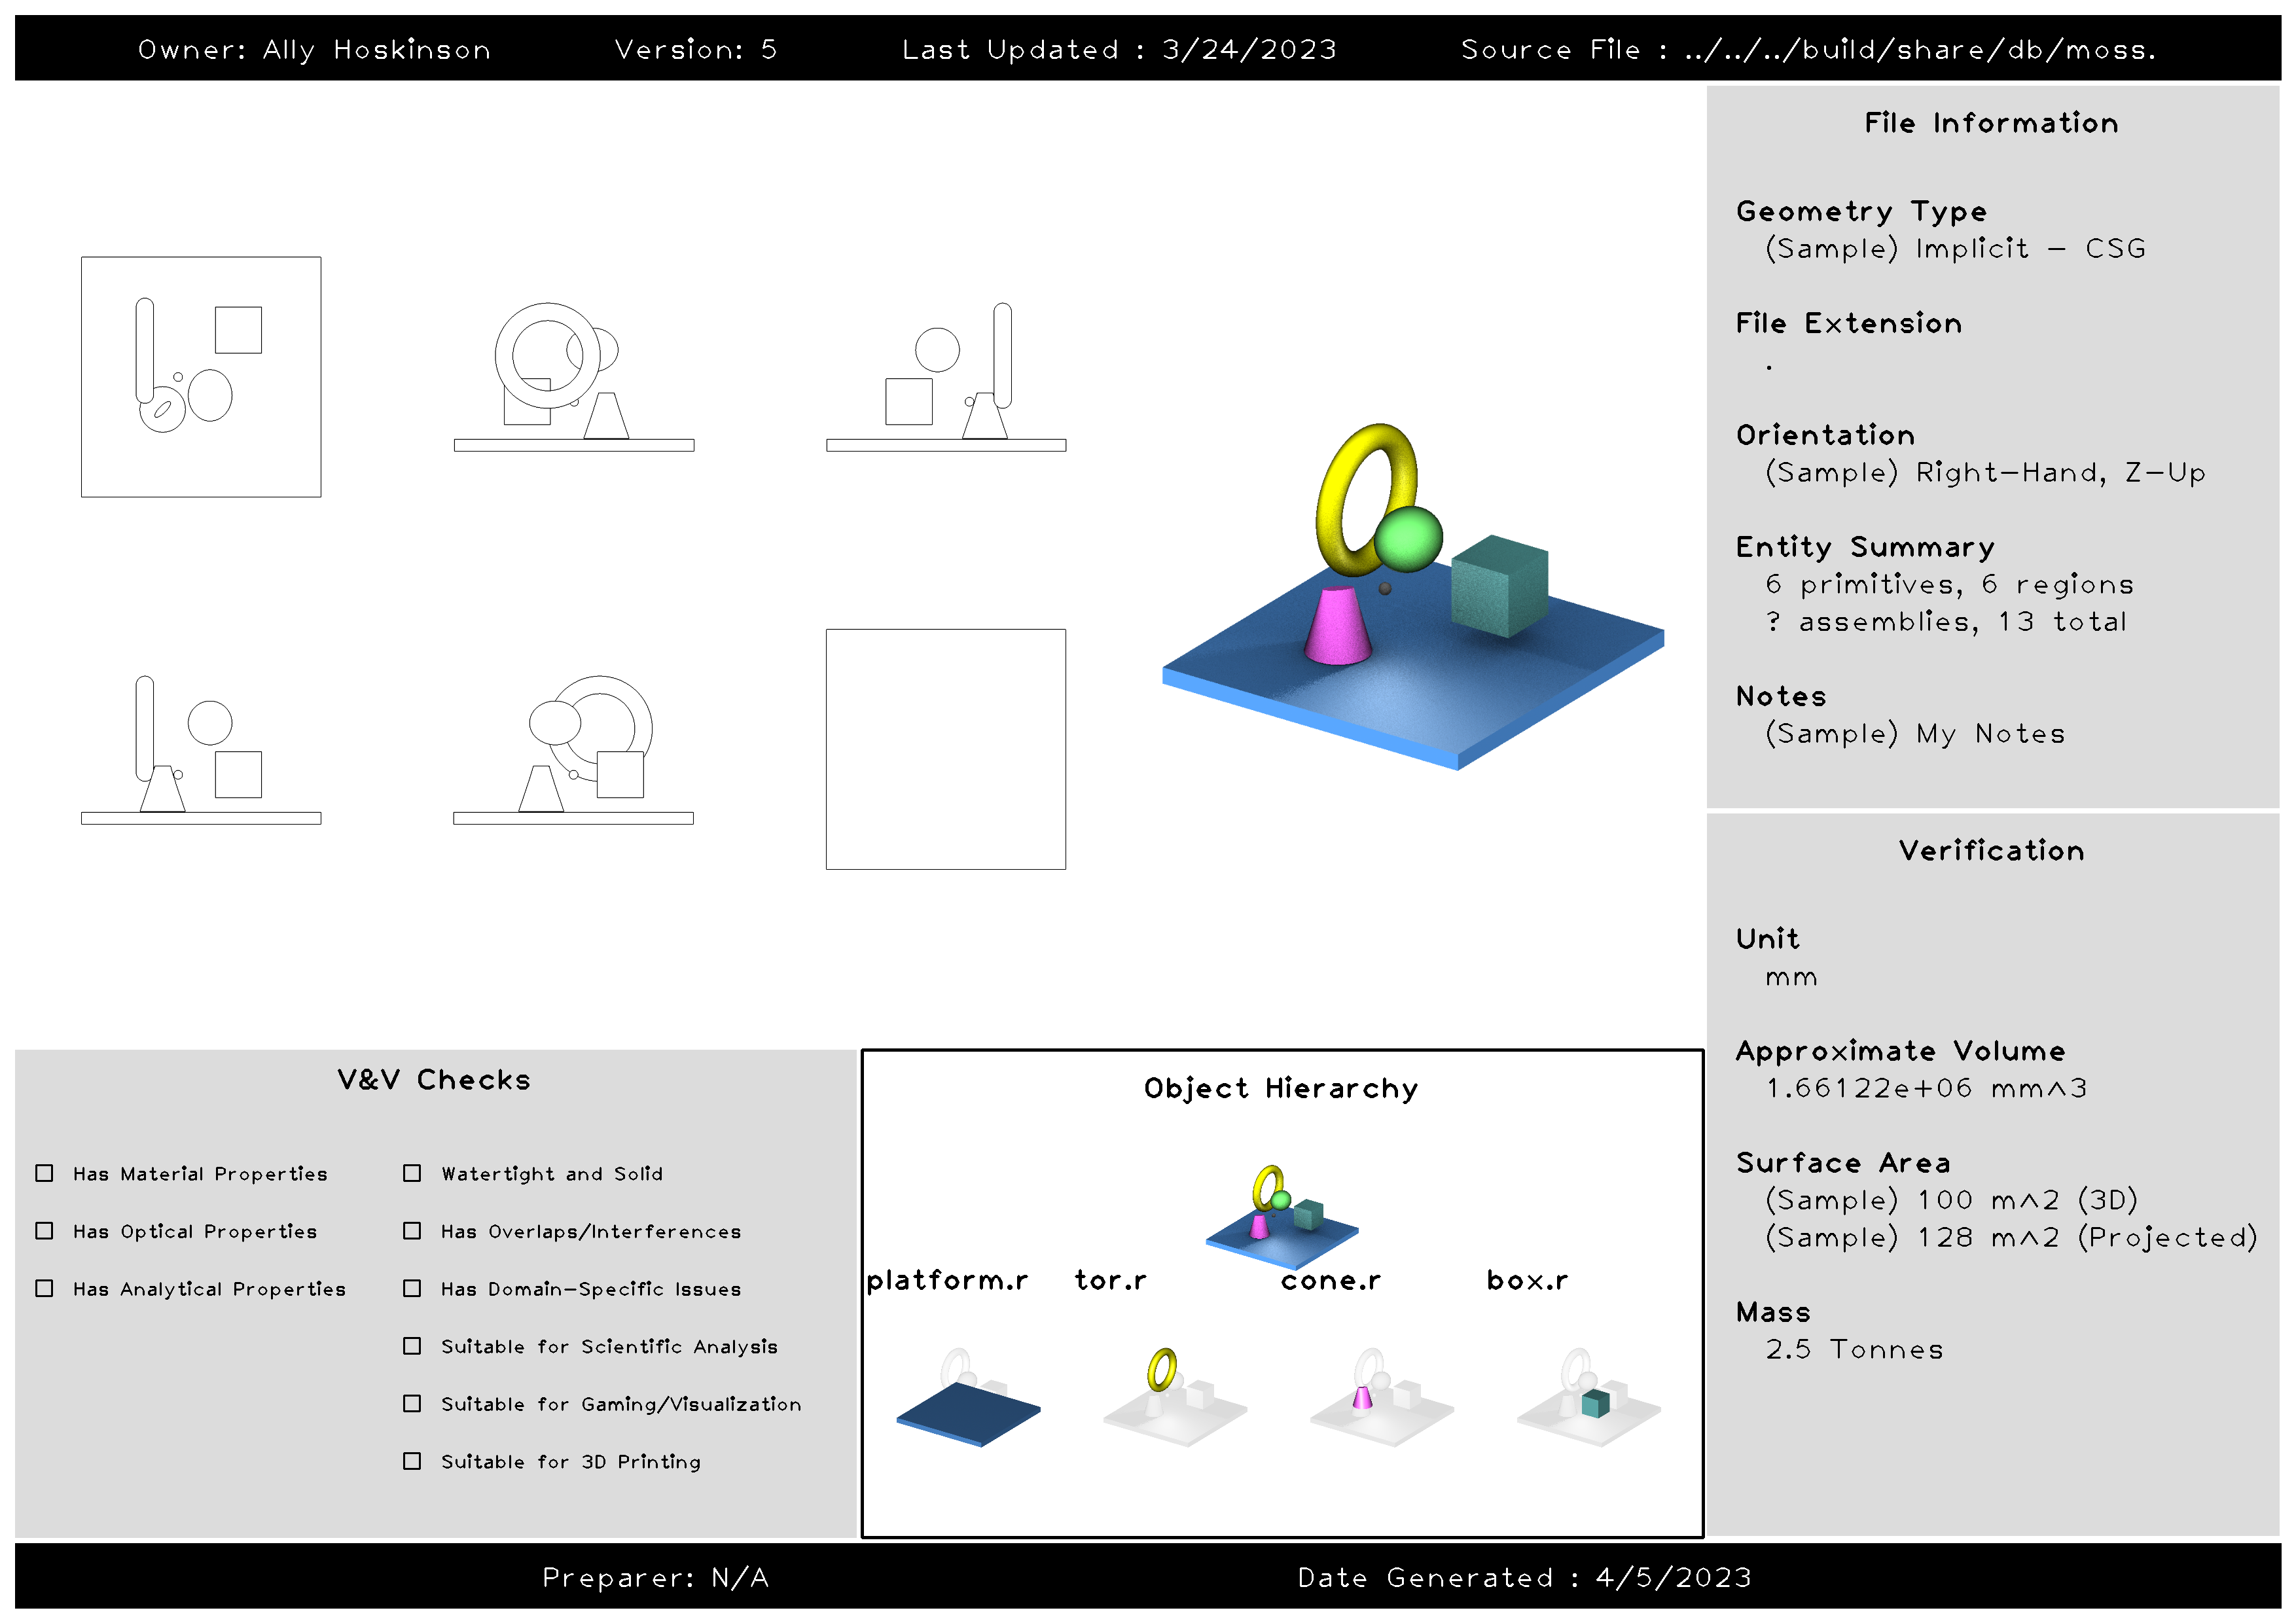 Owner: Ally Hoskinson Version: 5 Last Updated : 3/24/2023 Source File : ../../../build/share/db/moss.
File Information
Geometry Type
(Sample) Implicit - CSG
File Extension
.
Orientation
(Sample) Right-Hand, Z-Up
Entity Summary
6 primitives, 6 regions
? assemblies, 13 total
Notes
(Sample) My Notes
Verification
Unit
mm
Approximate Volume
1.66122e+06 mm^3
Surface Area
(Sample) 100 m^2 (3D)
(Sample) 128 m^2 (Projected)
Mass
2.5 Tonnes
V&V Checks
Has Material Properties
Has Optical Properties
Has Analytical Properties
Watertight and Solid
Has Overlaps/Interferences
Has Domain-Specific Issues
Suitable for Scientific Analysis
Suitable for Gaming/Visualization
Suitable for 3D Printing
Object Hierarchy
platform.r tor.r cone.r box.r
Preparer: N/A Date Generated : 4/5/2023